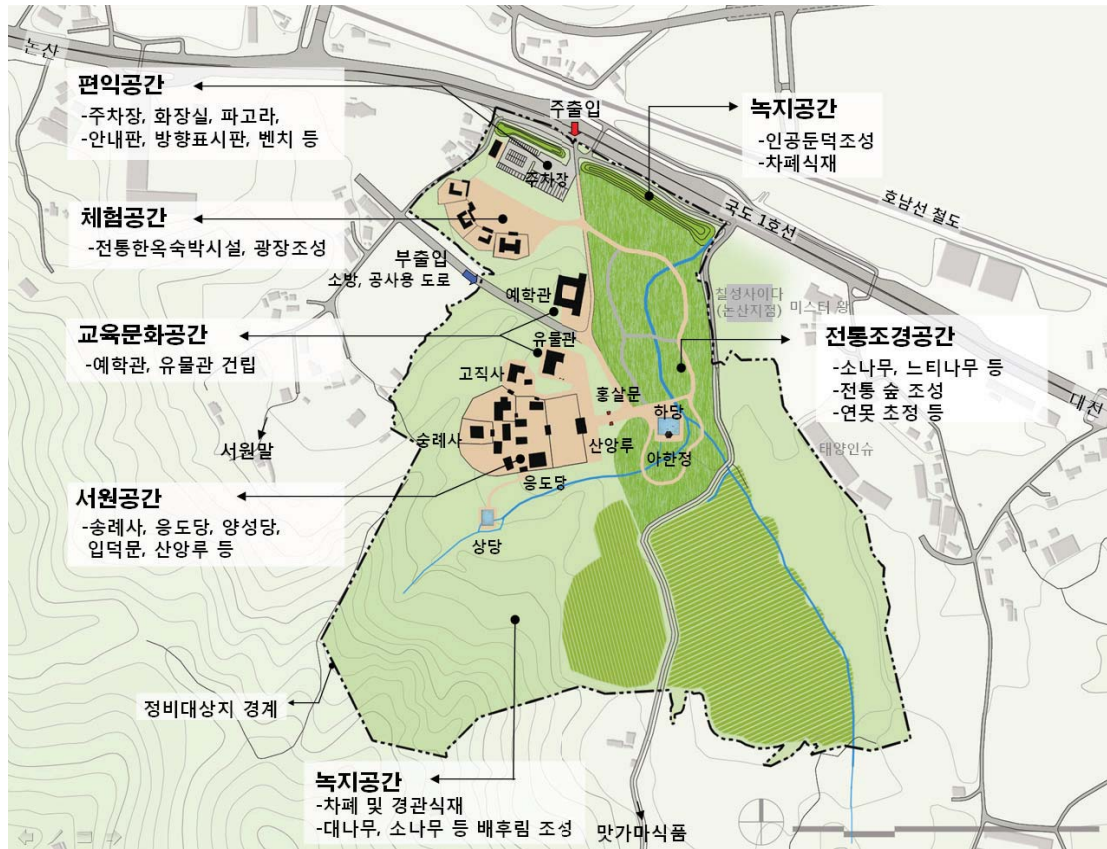 논산
편익공간
-주차장, 화장실, 파고라,
-안내판, 방향표시판, 벤치 등
주출입
녹지공간
-인공둔덕조성
-차폐식재
주차장
호남선 철도
국도 1호선
체험공간
-전통한옥숙박시설, 광장조성
부출입
소방, 공사용 도로
예학관
칠성사이다
(논산지점)
미스터 왕
교육문화공간
-예학관, 유물관 건립
유물관
고직사
전통조경공간
-소나무, 느티나무 등
-전통 숲 조성
-연못 초정 등
대전
홍살문
하당
서원말
숭례사
산앙루
아한정
태양인슈
응도당
서원공간
-송례사, 응도당, 양성당,
입덕문, 산앙루 등
상당
정비대상지 경계
녹지공간
-차폐 및 경관식재
-대나무, 소나무 등 배후림 조성
맛가마식품